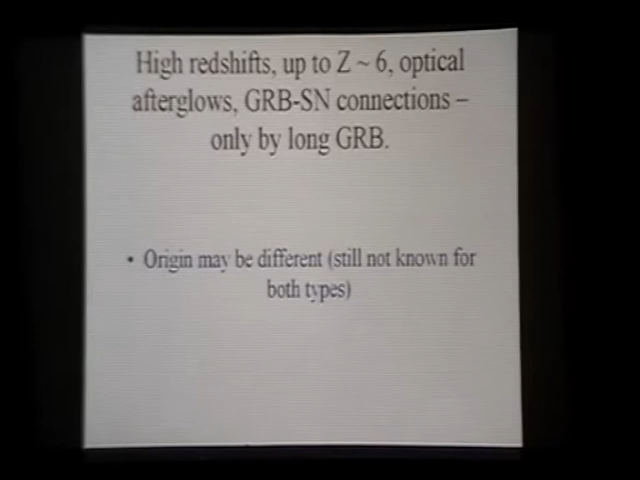 High redshifts, up to Z ~ 6, optical
afterglows, GRB-SN connections –
only by long GRB.
• Origin may be different (still not known for
both types)